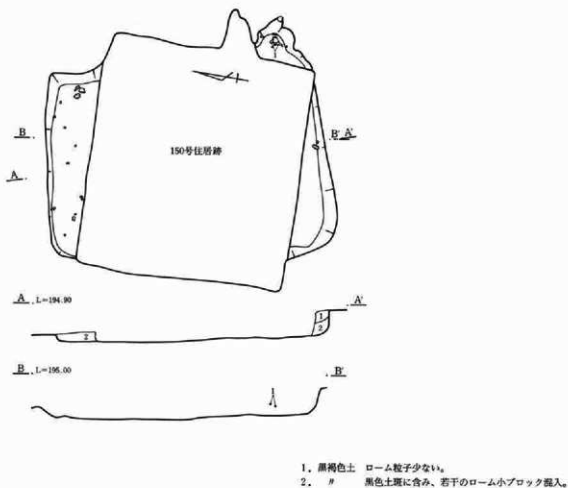 B
B' A'
150号住居跡
A
A L=194.90 A'
1
2
2
B L=195.00 B'
1. 黒褐色土 ローム粒子少ない。
2. 〃 黒色土斑に含み、若干のローム小ブロック混入。